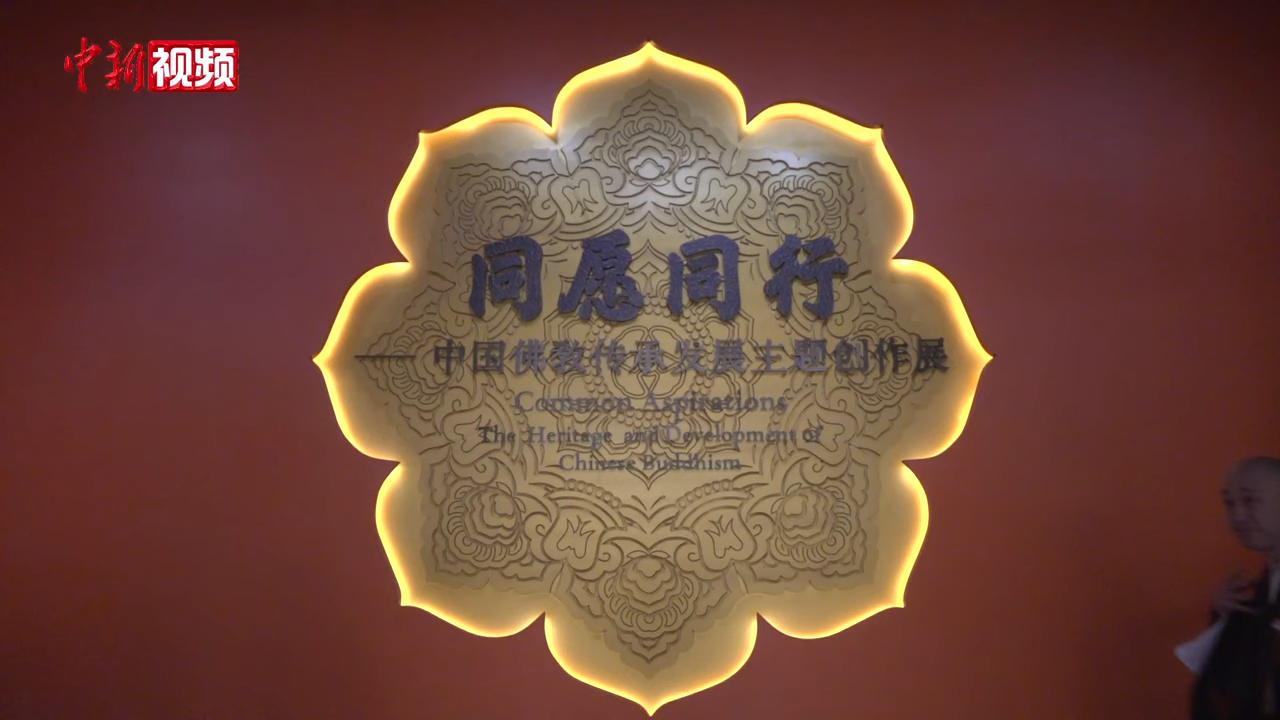 中新视频
同愿同行
——中国佛教传承发展主题创作展
Common Aspirations
The Heritage and Development of
Chinese Buddhism